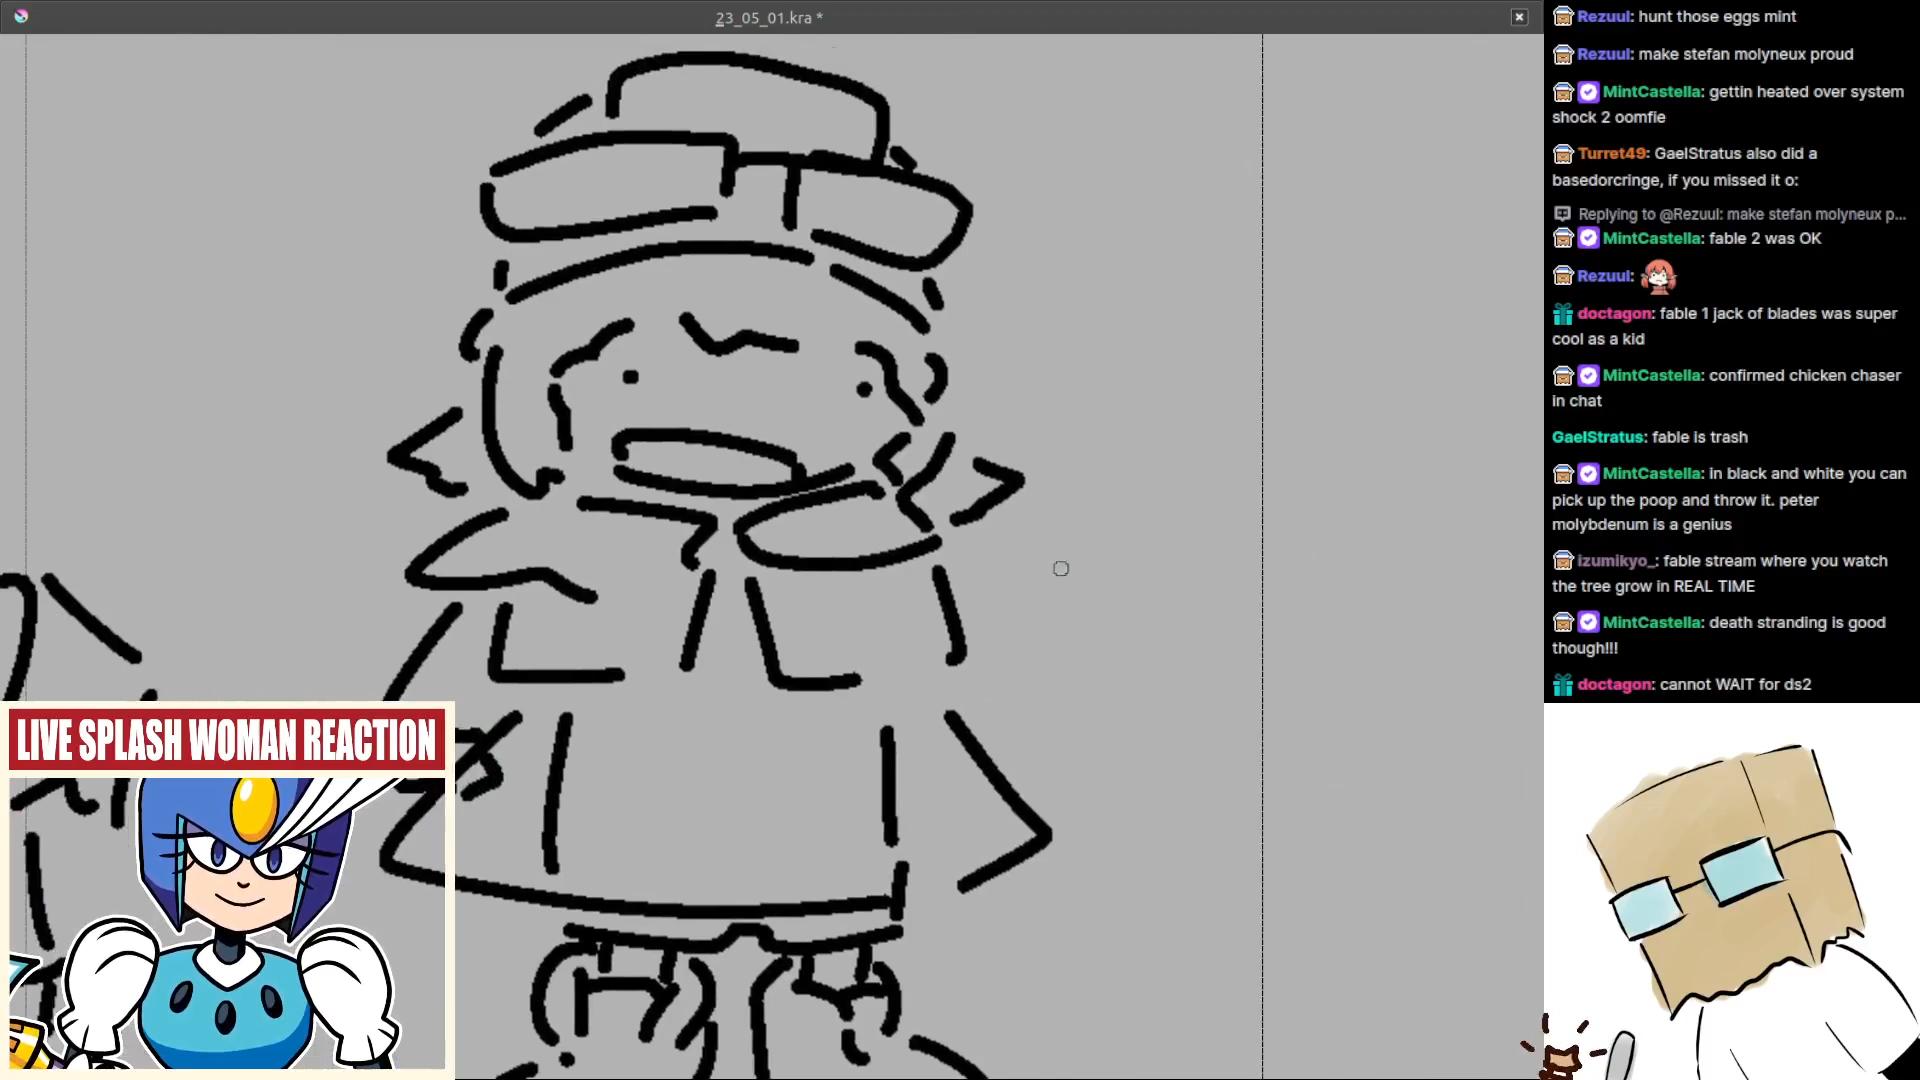 23_05_01.kra *
Rezuul: hunt those eggs mint
Rezuul: make stefan molyneux proud
MintCastella: gettin heated over system
shock 2 oomfie
Turret49: GaelStratus also did a
basedorcringe, if you missed it o:
Replying to @Rezuul: make stefan molyneux p...
MintCastella: fable 2 was OK
Rezuul:
doctagon: fable 1 jack of blades was super
cool as a kid
MintCastella: confirmed chicken chaser
in chat
GaelStratus: fable is trash
MintCastella: in black and white you can
pick up the poop and throw it. peter
molybdenum is a genius
izumikyo_: fable stream where you watch
the tree grow in REAL TIME
MintCastella: death stranding is good
though!!!
doctagon: cannot WAIT for ds2
LIVE SPLASH WOMAN REACTION